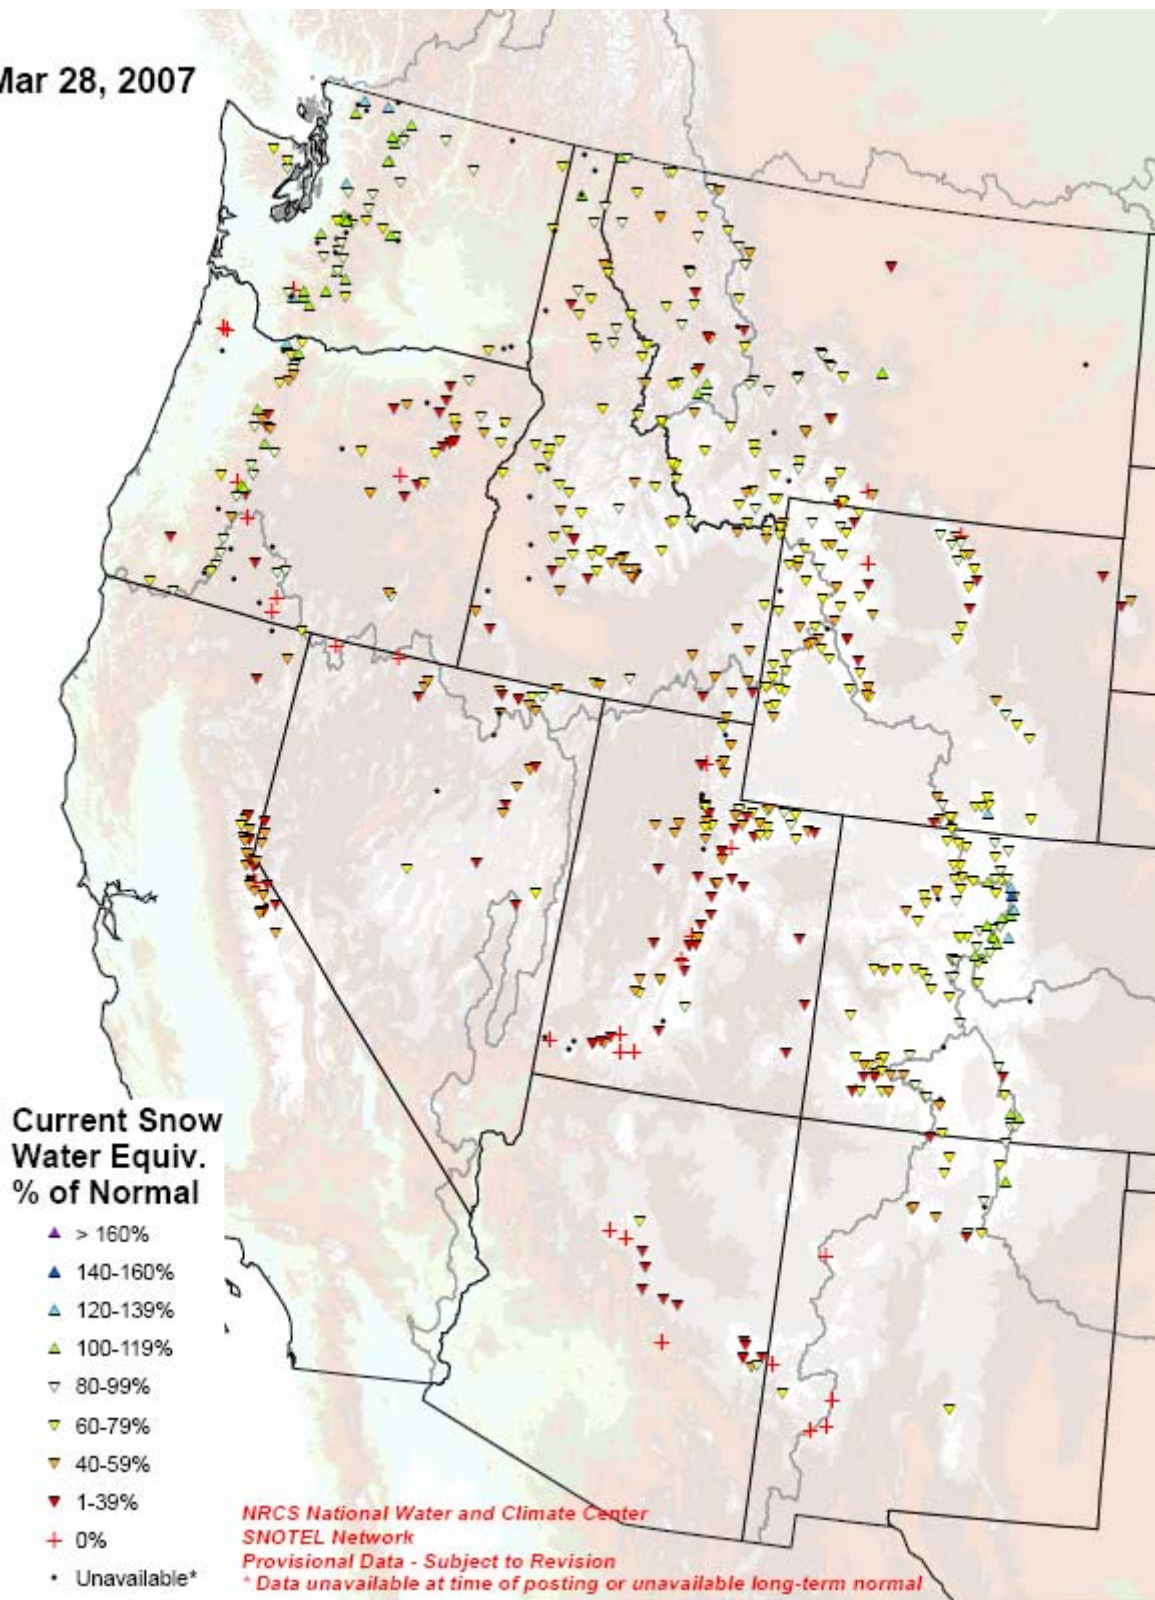 Mar 28, 2007
Current Snow
Water Equiv.
% of Normal
> 160%
140-160%
120-139%
100-119%
80-99%
60-79%
40-59%
1-39%
0%
Unavailable*
NRCS National Water and Climate Center
SNOTEL Network
Provisional Data - Subject to Revision
* Data unavailable at time of posting or unavailable long-term normal